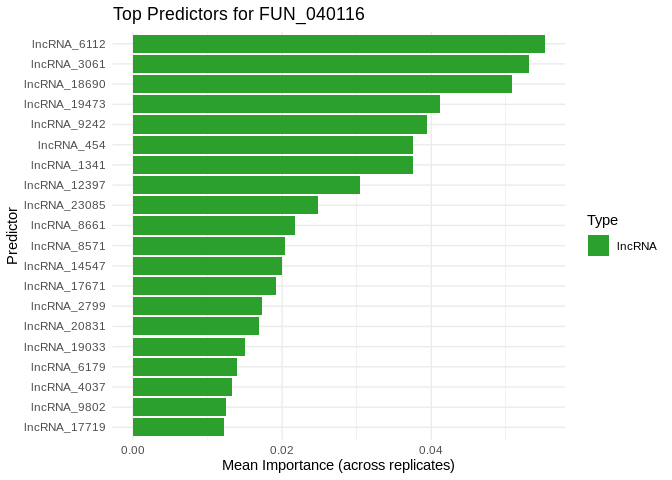 Top Predictors for FUN_040116
Predictor
lncRNA_6112
lncRNA_3061
lncRNA_18690
lncRNA_19473
lncRNA_9242
lncRNA_454
lncRNA_1341
lncRNA_12397
lncRNA_23085
lncRNA_8661
lncRNA_8571
lncRNA_14547
lncRNA_17671
lncRNA_2799
lncRNA_20831
lncRNA_19033
lncRNA_6179
lncRNA_4037
lncRNA_9802
lncRNA_17719
0.00 0.02 0.04
Mean Importance (across replicates)
Type
lncRNA